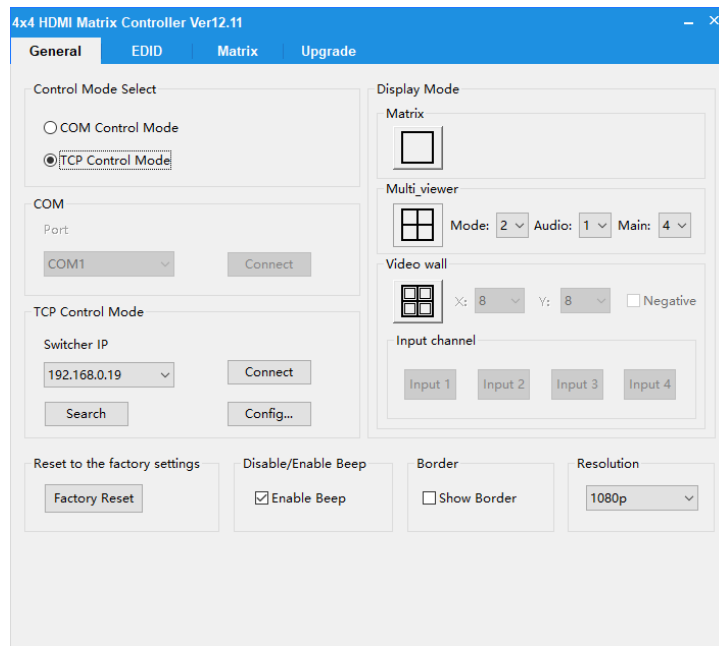 4x4 HDMI Matrix Controller Ver12.11
General EDID Matrix Upgrade
Control Mode Select
COM Control Mode
TCP Control Mode
COM
Port
COM1 Connect
TCP Control Mode
Switcher IP
192.168.0.19 Connect
Search Config...
Display Mode
Matrix
Multi_viewer
Mode: 2 Audio: 1 Main: 4
Video wall
X: 8 Y: 8 Negative
Input channel
Input 1 Input 2 Input 3 Input 4
Reset to the factory settings
Factory Reset
Disable/Enable Beep
Enable Beep
Border
Show Border
Resolution
1080p